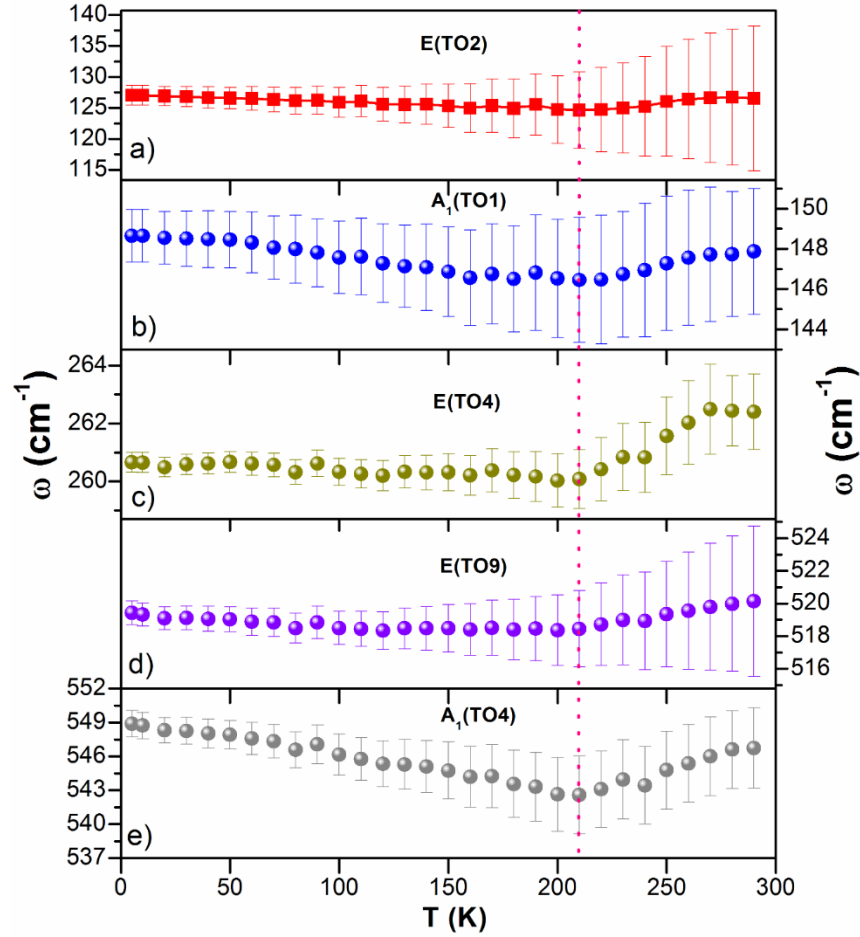 140
135
130
125
120
115
E(TO2)
a)
A₁(TO1)
150
148
146
144
b)
264
262
260
E(TO4)
c)
ω (cm⁻¹)
ω (cm⁻¹)
E(TO9)
524
522
520
518
516
d)
552
549
546
543
540
537
A₁(TO4)
e)
0 50 100 150 200 250 300
T (K)